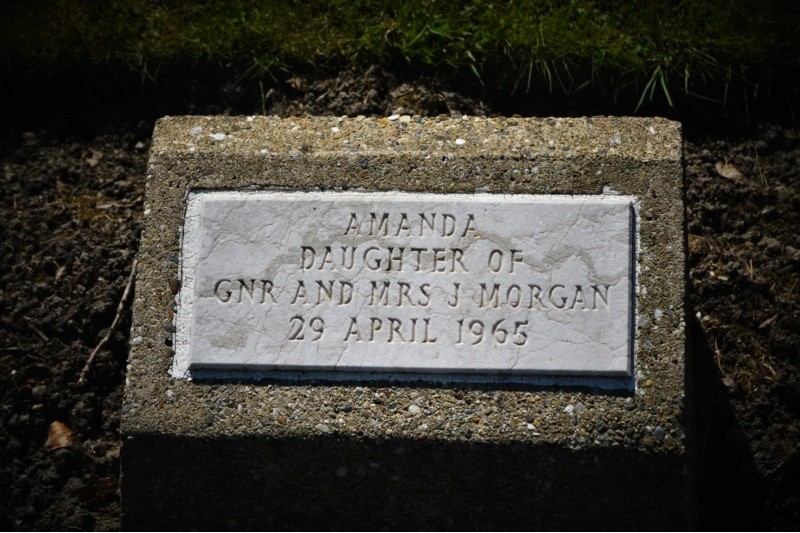 AMANDA
DAUGHTER OF
GNR AND MRS J MORGAN
29 APRIL 1965